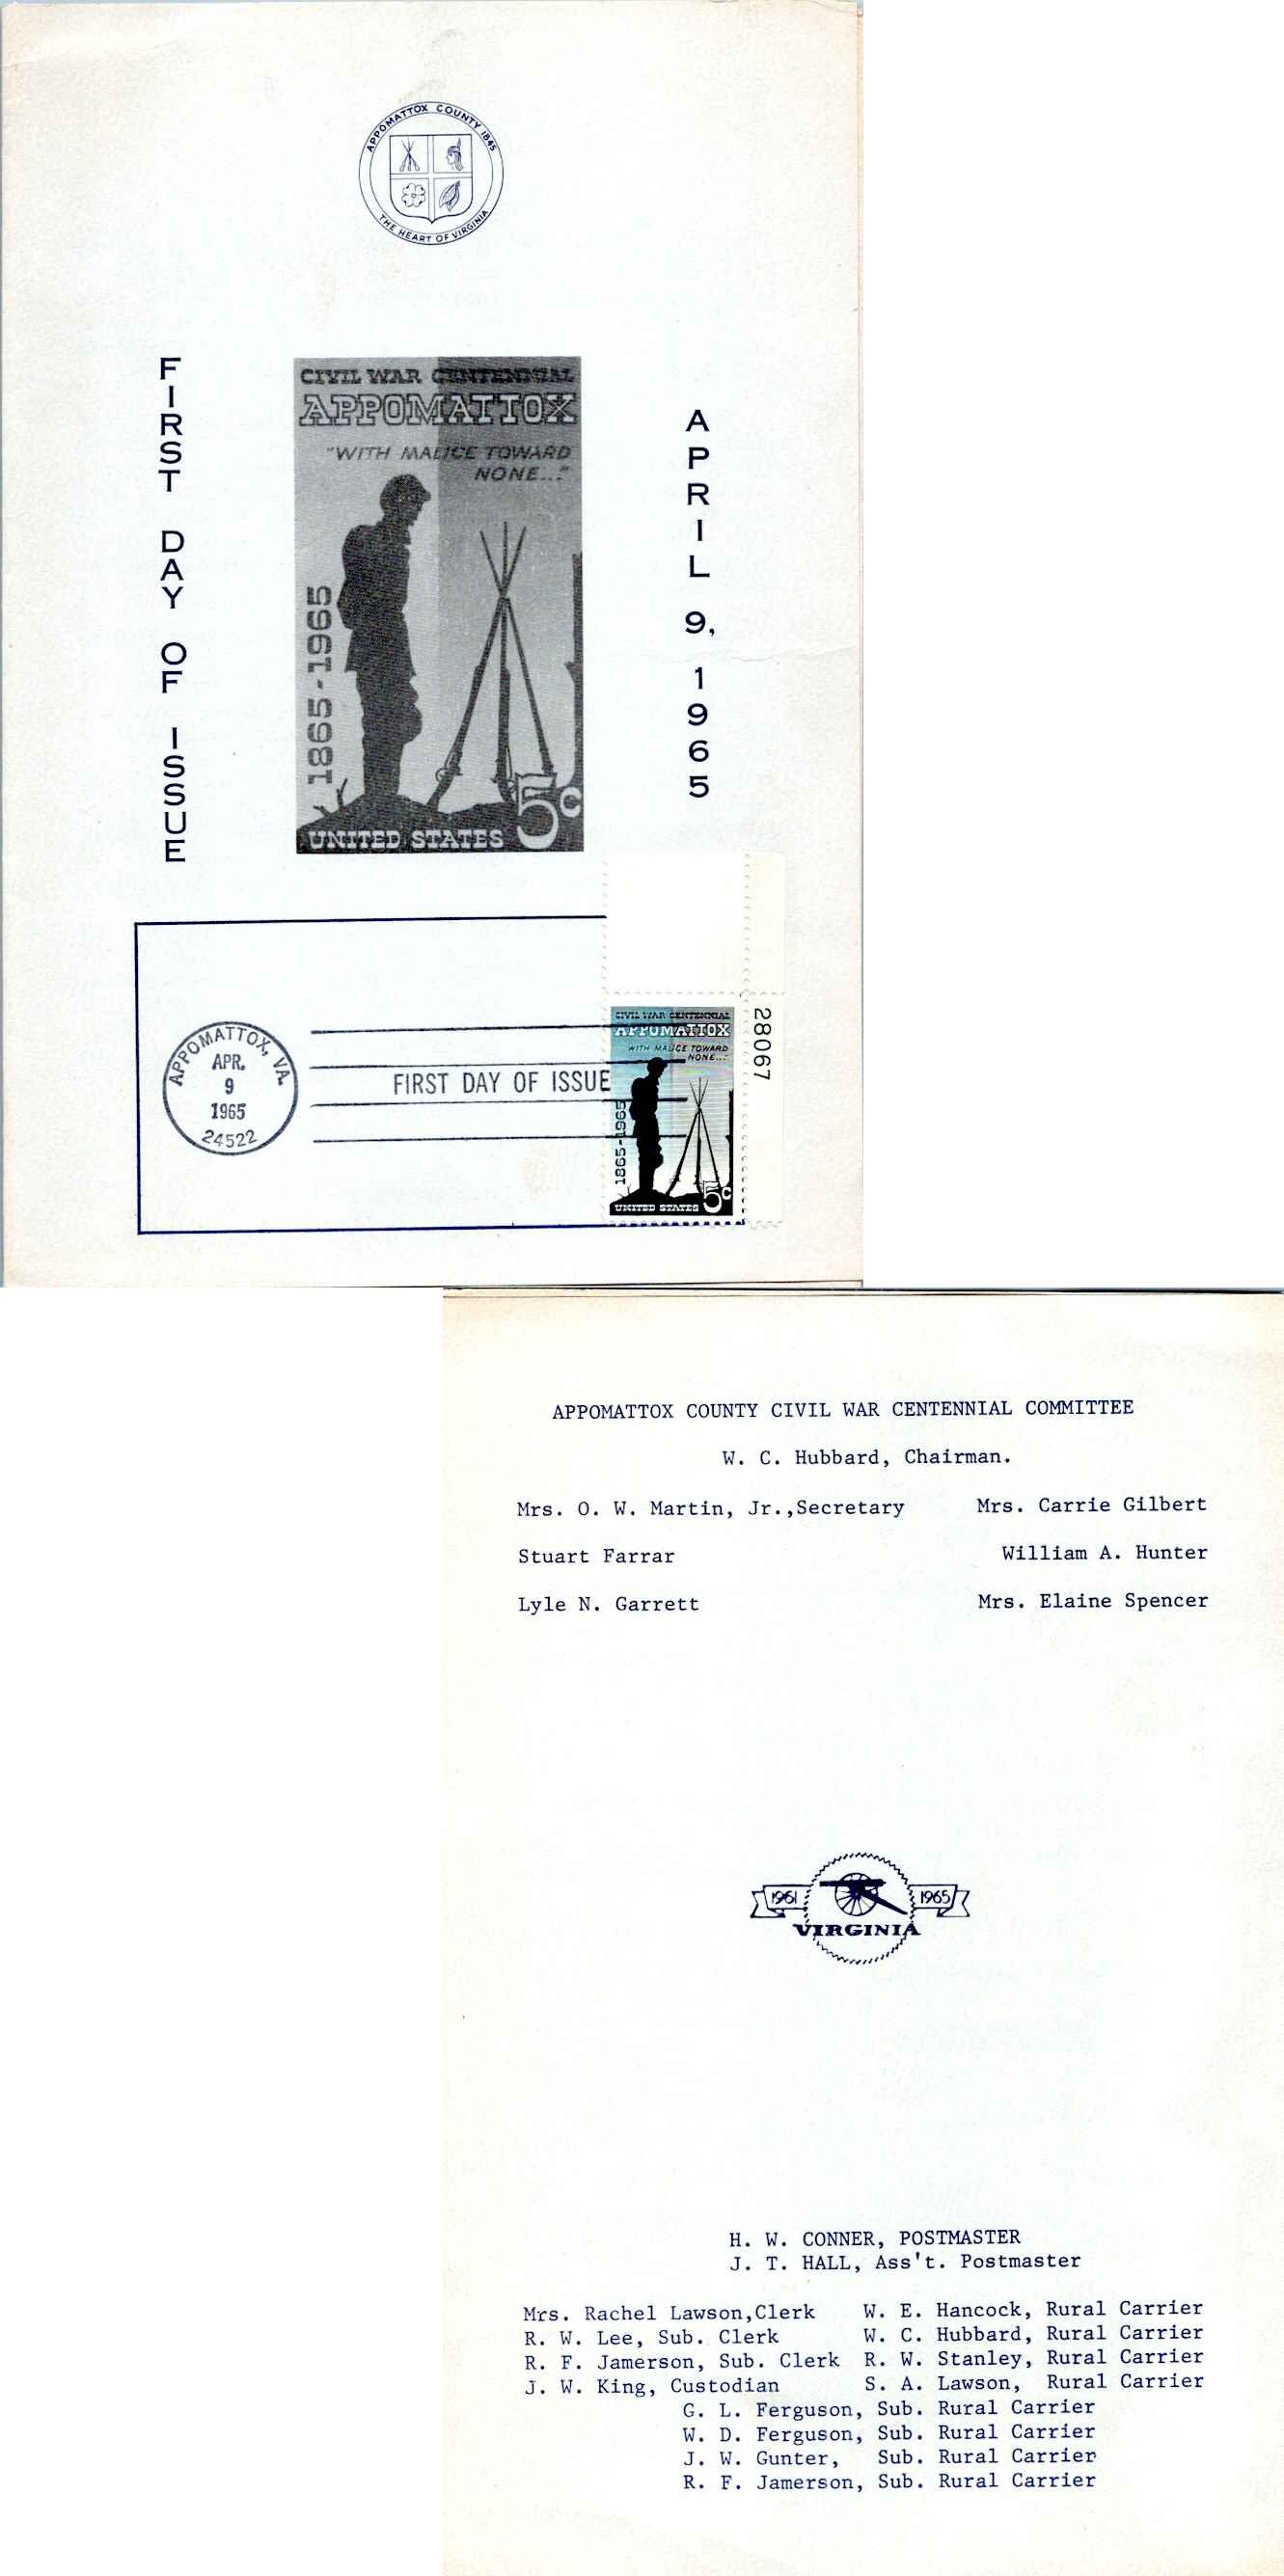 APPOMATTOX COUNTY 1845
THE HEART OF VIRGINIA
FIRST DAY OF ISSUE
CIVIL WAR CENTENNIAL
APPOMATTOX
"WITH MALICE TOWARD
NONE..."
1865-1965
5c
UNITED STATES
APRIL 9, 1965
APPOMATTOX, VA.
APR.
9
1965
24522
FIRST DAY OF ISSUE
CIVIL WAR CENTENNIAL
APPOMATTOX
"WITH MALICE TOWARD
NONE..."
1865-1965
5c
UNITED STATES
28067
APPOMATTOX COUNTY CIVIL WAR CENTENNIAL COMMITTEE
W. C. Hubbard, Chairman.
Mrs. O. W. Martin, Jr.,Secretary Mrs. Carrie Gilbert
Stuart Farrar William A. Hunter
Lyle N. Garrett Mrs. Elaine Spencer
1961 1965
VIRGINIA
H. W. CONNER, POSTMASTER
J. T. HALL, Ass't. Postmaster
Mrs. Rachel Lawson,Clerk W. E. Hancock, Rural Carrier
R. W. Lee, Sub. Clerk W. C. Hubbard, Rural Carrier
R. F. Jamerson, Sub. Clerk R. W. Stanley, Rural Carrier
J. W. King, Custodian S. A. Lawson, Rural Carrier
G. L. Ferguson, Sub. Rural Carrier
W. D. Ferguson, Sub. Rural Carrier
J. W. Gunter, Sub. Rural Carrier
R. F. Jamerson, Sub. Rural Carrier